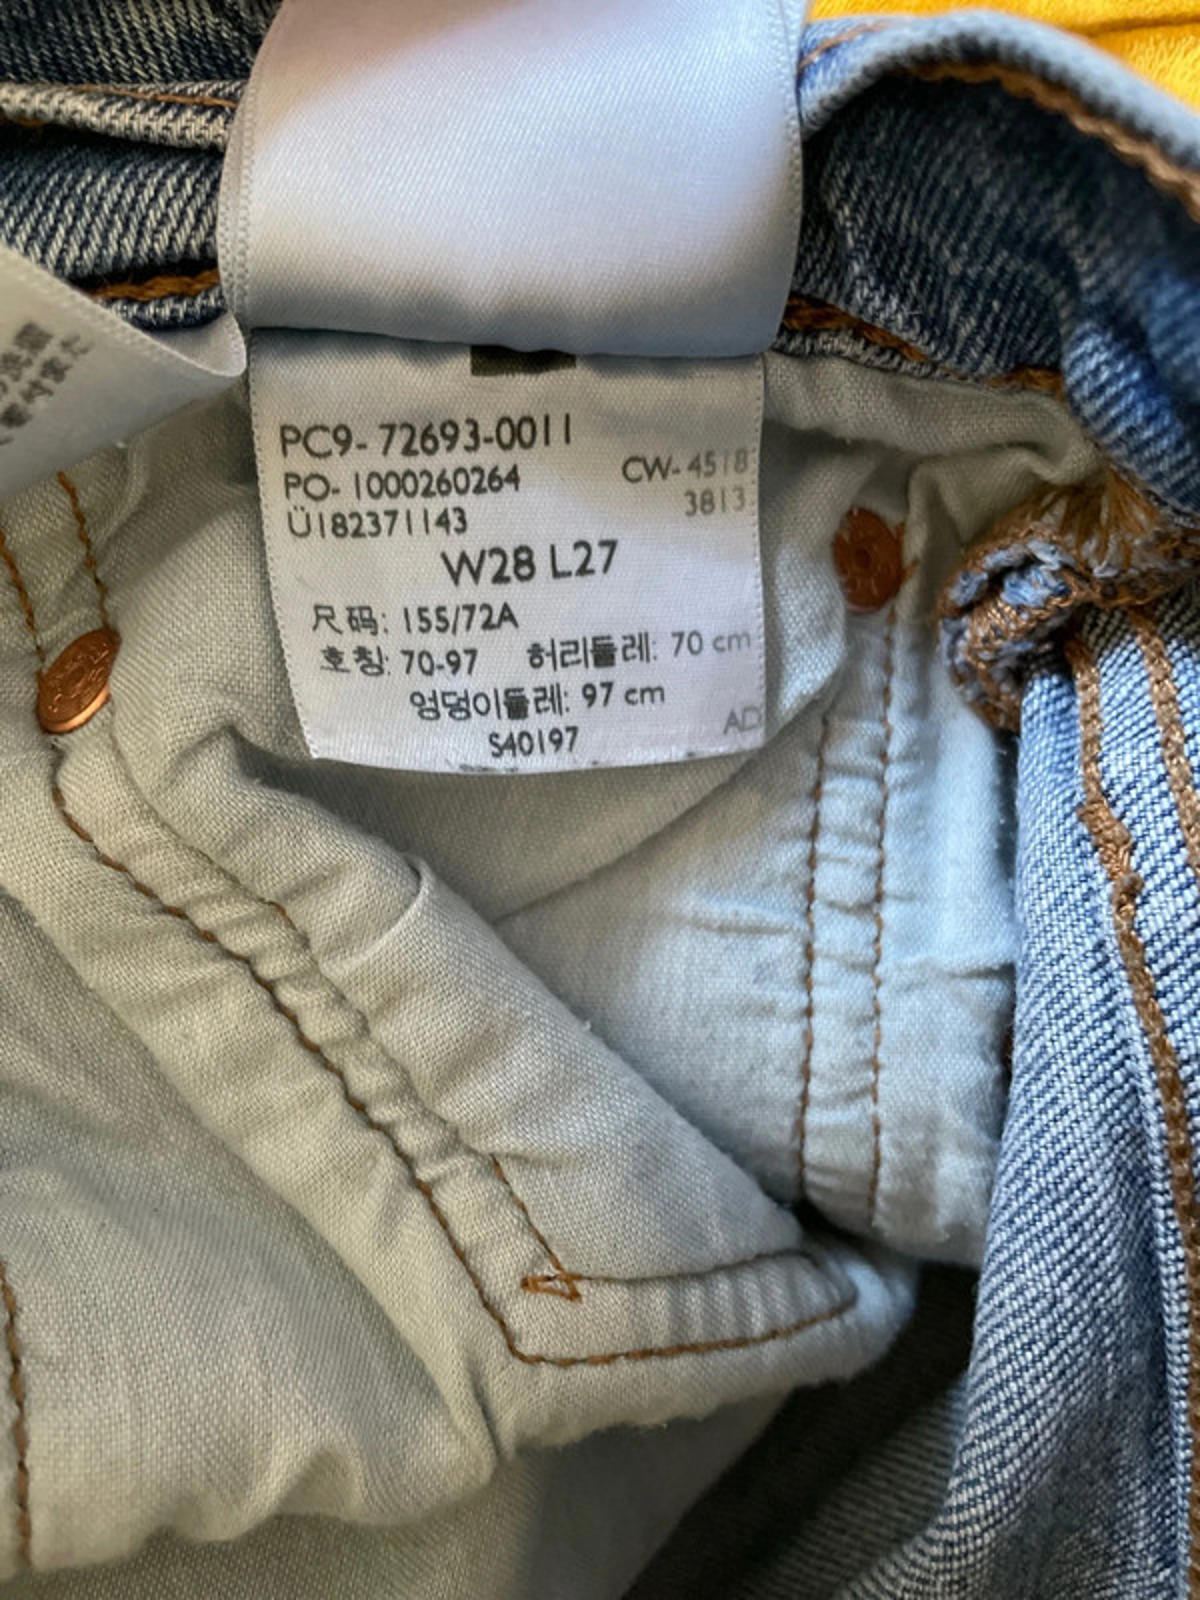 PC9- 72693-0011
PO- 1000260264 CW- 4518
Ü182371143 3813
W28 L27
尺码: 155/72A
호칭: 70-97 허리둘레: 70 cm
엉덩이둘레: 97 cm
AD
S40197